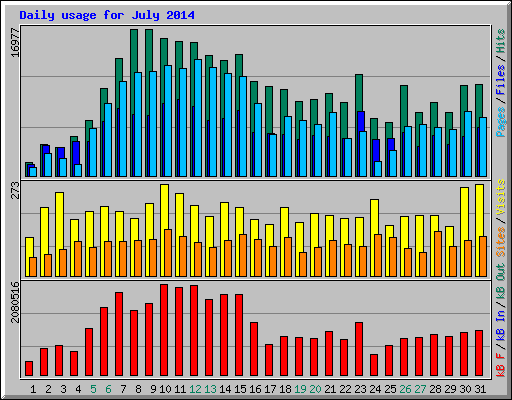 Daily usage for July 2014
16977
Pages / Files / Hits
273
Sites / Visits
2080516
kB F / kB In / kB Out
1 2 3 4 5 6 7 8 9 10 11 12 13 14 15 16 17 18 19 20 21 22 23 24 25 26 27 28 29 30 31